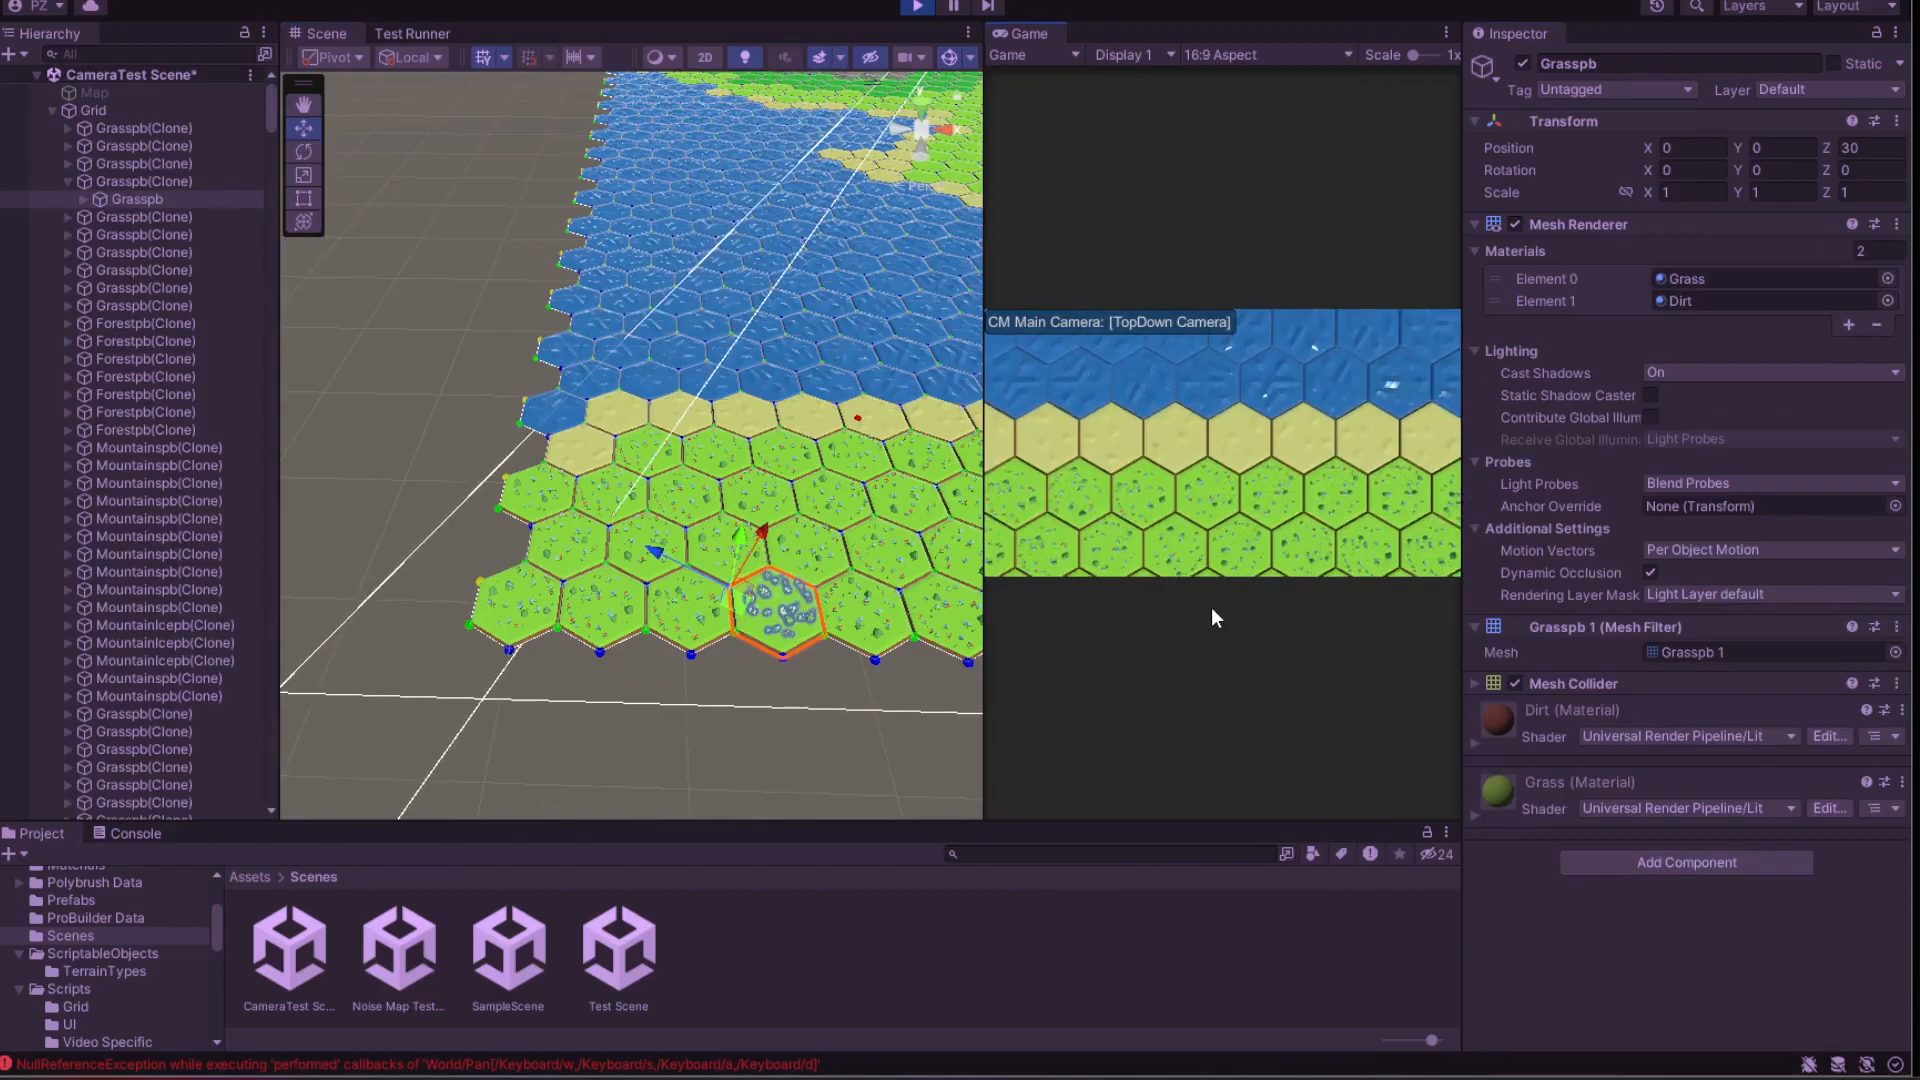 PZ
Layers
Layout
Hierarchy
Scene
Test Runner
Game
Inspector
All
Pivot
Local
2D
Game
Display 1
16:9 Aspect
Scale
1x
Grasspb
Static
Tag
Untagged
Layer
Default
CameraTest Scene*
Map
Grid
Grasspb(Clone)
Grasspb(Clone)
Grasspb(Clone)
Grasspb(Clone)
Grasspb
Grasspb(Clone)
Grasspb(Clone)
Grasspb(Clone)
Grasspb(Clone)
Grasspb(Clone)
Grasspb(Clone)
Forestpb(Clone)
Forestpb(Clone)
Forestpb(Clone)
Forestpb(Clone)
Forestpb(Clone)
Forestpb(Clone)
Forestpb(Clone)
Mountainspb(Clone)
Mountainspb(Clone)
Mountainspb(Clone)
Mountainspb(Clone)
Mountainspb(Clone)
Mountainspb(Clone)
Mountainspb(Clone)
Mountainspb(Clone)
Mountainspb(Clone)
Mountainspb(Clone)
MountainIcepb(Clone)
MountainIcepb(Clone)
MountainIcepb(Clone)
Mountainspb(Clone)
Mountainspb(Clone)
Grasspb(Clone)
Grasspb(Clone)
Grasspb(Clone)
Grasspb(Clone)
Grasspb(Clone)
Grasspb(Clone)
CM Main Camera: [TopDown Camera]
Transform
Position X 0 Y 0 Z 30
Rotation X 0 Y 0 Z 0
Scale X 1 Y 1 Z 1
Mesh Renderer
Materials 2
Element 0 Grass
Element 1 Dirt
Lighting
Cast Shadows On
Static Shadow Caster
Contribute Global Illum
Receive Global Illumin Light Probes
Probes
Light Probes Blend Probes
Anchor Override None (Transform)
Additional Settings
Motion Vectors Per Object Motion
Dynamic Occlusion
Rendering Layer Mask Light Layer default
Grasspb 1 (Mesh Filter)
Mesh Grasspb 1
Mesh Collider
Dirt (Material)
Shader Universal Render Pipeline/Lit Edit...
Grass (Material)
Shader Universal Render Pipeline/Lit Edit...
Add Component
Project
Console
24
Materials
Polybrush Data
Prefabs
ProBuilder Data
Scenes
ScriptableObjects
TerrainTypes
Scripts
Grid
UI
Video Specific
Assets > Scenes
CameraTest Sc...
Noise Map Test...
SampleScene
Test Scene
NullReferenceException while executing 'performed' callbacks of 'World/Pan[/Keyboard/w,/Keyboard/s,/Keyboard/a,/Keyboard/d]'